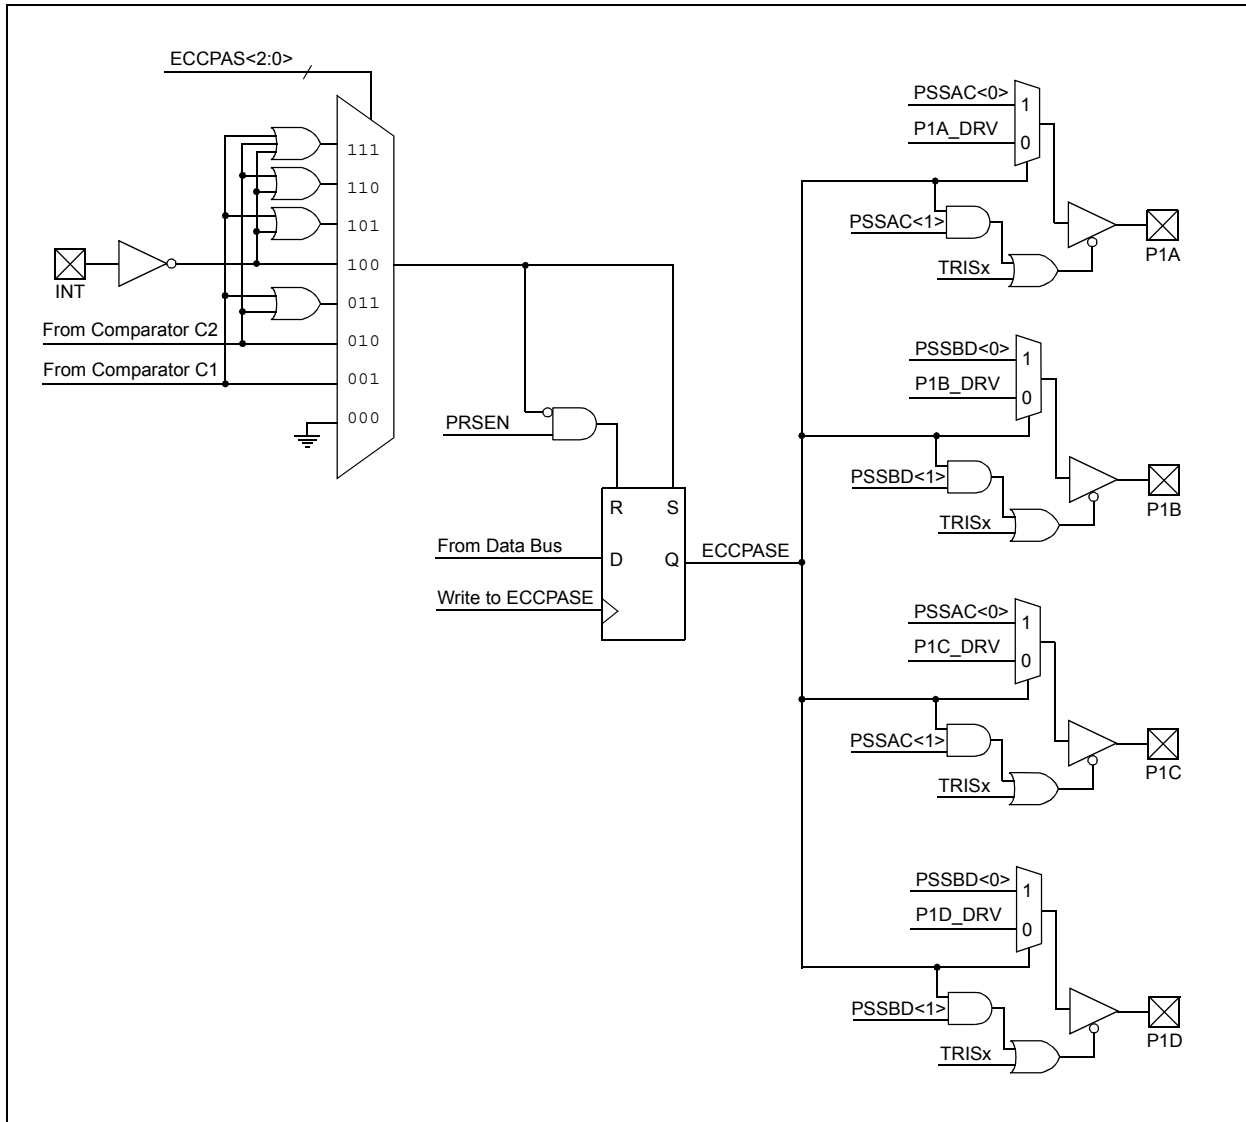 ECCPAS<2:0>
111
110
101
100
011
010
001
000
INT
From Comparator C2
From Comparator C1
PRSEN
R S
From Data Bus
D Q
ECCPASE
Write to ECCPASE
PSSAC<0>
1
P1A_DRV
0
PSSAC<1>
TRISx
P1A
PSSBD<0>
1
P1B_DRV
0
PSSBD<1>
TRISx
P1B
PSSAC<0>
1
P1C_DRV
0
PSSAC<1>
TRISx
P1C
PSSBD<0>
1
P1D_DRV
0
PSSBD<1>
TRISx
P1D